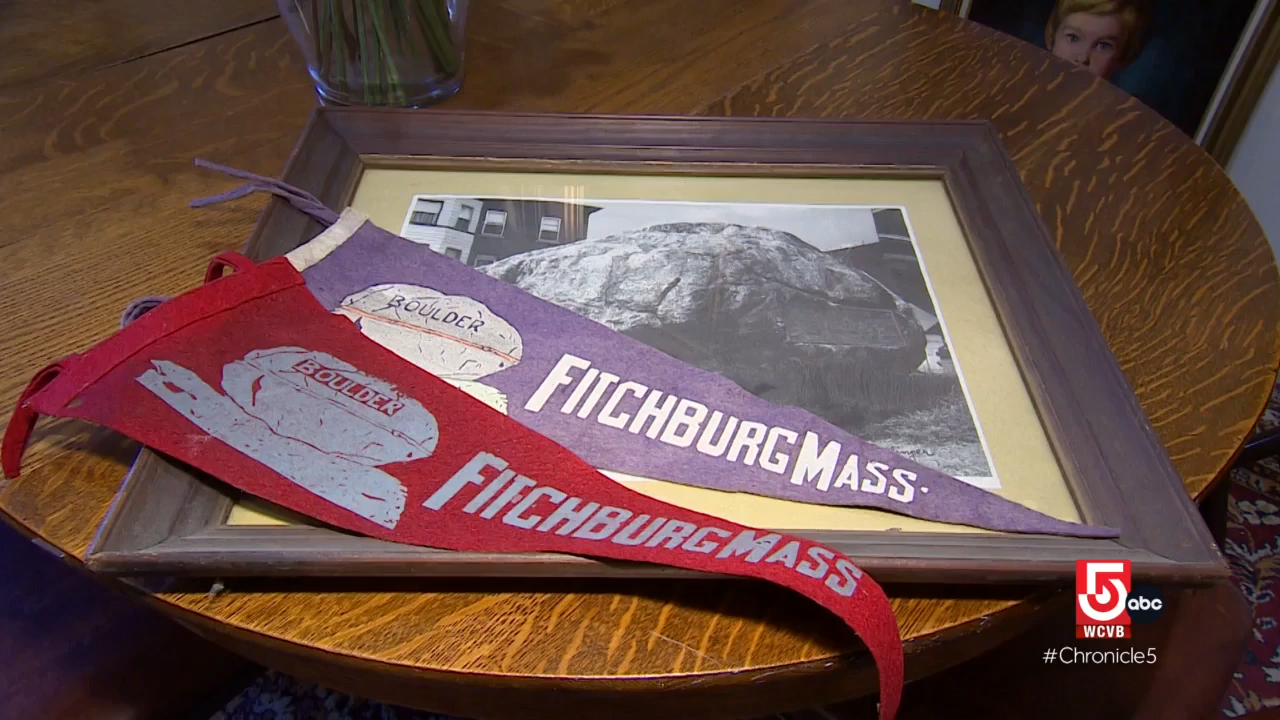 BOULDER
FITCHBURG MASS.
BOULDER
FITCHBURG MASS
5 abc
WCVB
#Chronicle5